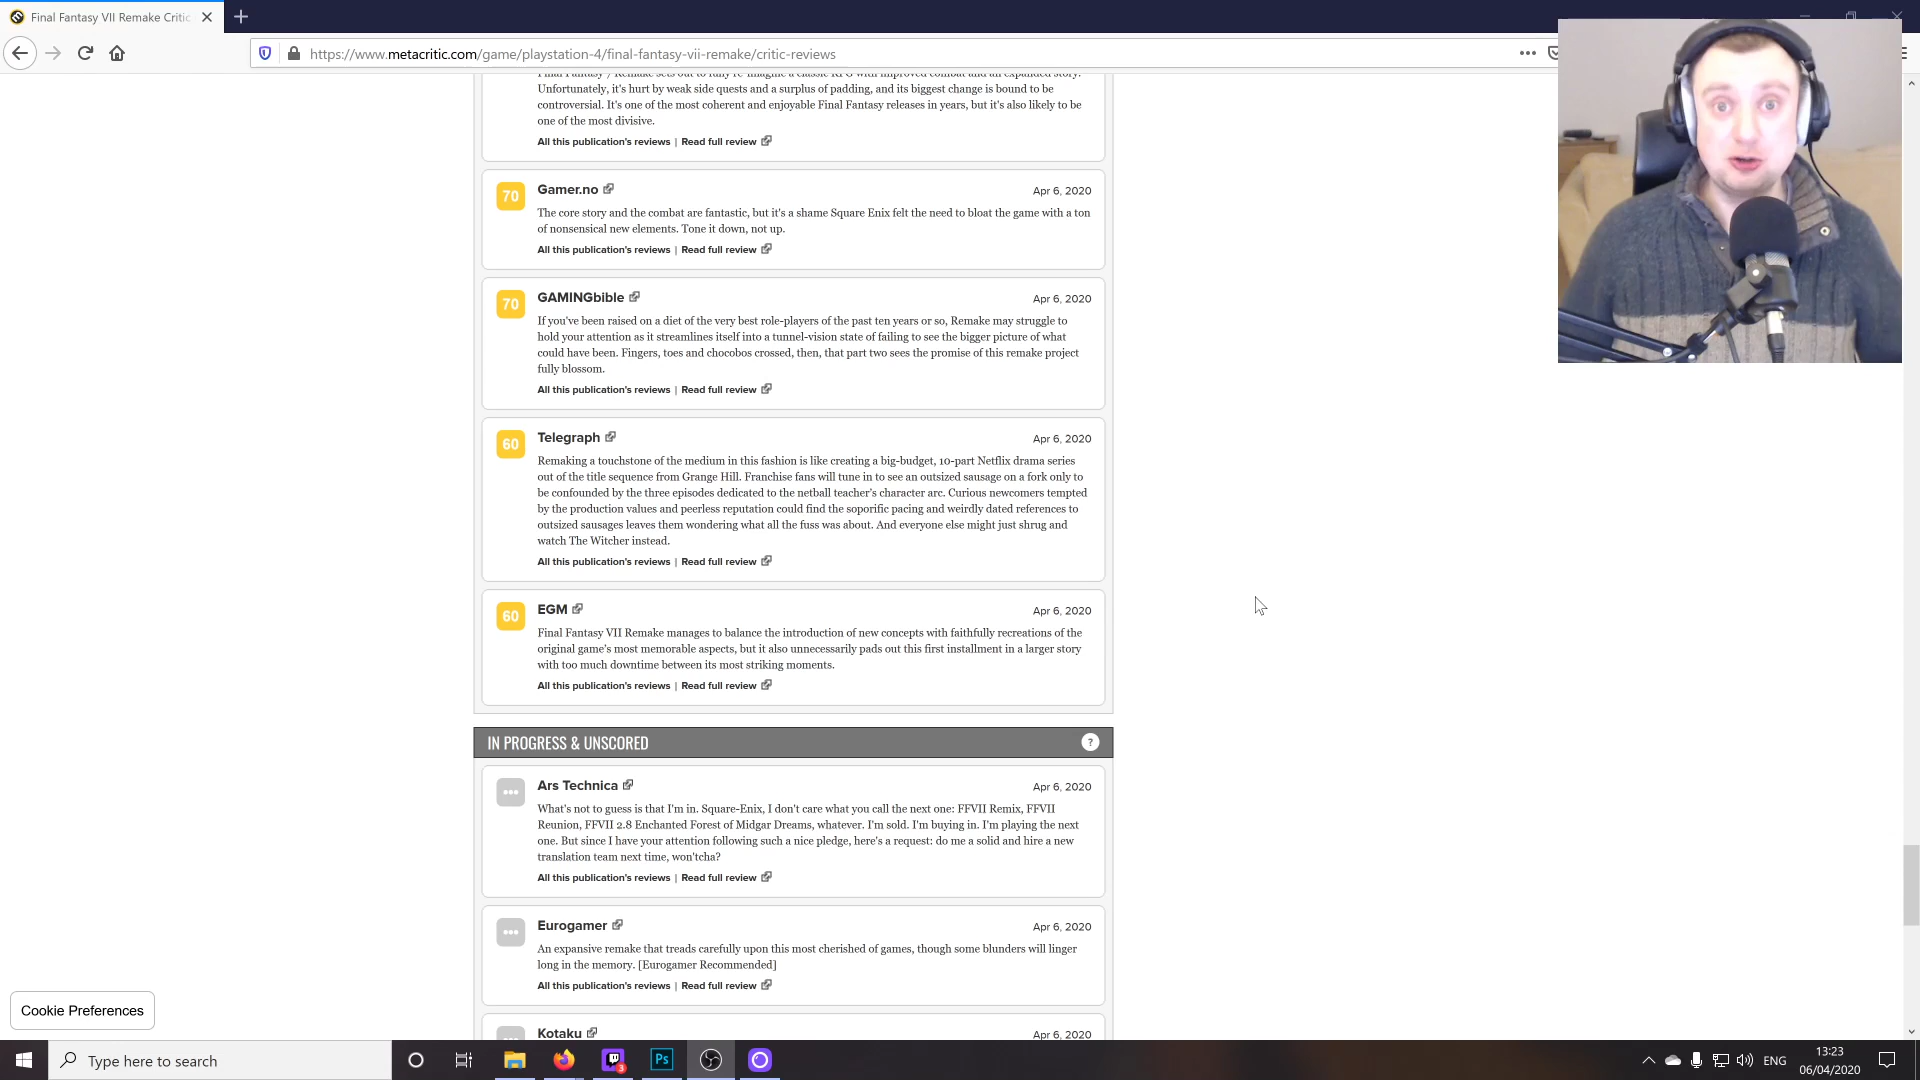 Final Fantasy VII Remake Critic
https://www.metacritic.com/game/playstation-4/final-fantasy-vii-remake/critic-reviews
Final Fantasy 7 Remake sets out to fully re-imagine a classic RPG with improved combat and an expanded story.
Unfortunately, it's hurt by weak side quests and a surplus of padding, and its biggest change is bound to be
controversial. It's one of the most coherent and enjoyable Final Fantasy releases in years, but it's also likely to be
one of the most divisive.
All this publication's reviews | Read full review
70
Gamer.no
Apr 6, 2020
The core story and the combat are fantastic, but it's a shame Square Enix felt the need to bloat the game with a ton
of nonsensical new elements. Tone it down, not up.
All this publication's reviews | Read full review
70
GAMINGbible
Apr 6, 2020
If you've been raised on a diet of the very best role-players of the past ten years or so, Remake may struggle to
hold your attention as it streamlines itself into a tunnel-vision state of failing to see the bigger picture of what
could have been. Fingers, toes and chocobos crossed, then, that part two sees the promise of this remake project
fully blossom.
All this publication's reviews | Read full review
60
Telegraph
Apr 6, 2020
Remaking a touchstone of the medium in this fashion is like creating a big-budget, 10-part Netflix drama series
out of the title sequence from Grange Hill. Franchise fans will tune in to see an outsized sausage on a fork only to
be confounded by the three episodes dedicated to the netball teacher's character arc. Curious newcomers tempted
by the production values and peerless reputation could find the soporific pacing and weirdly dated references to
outsized sausages leaves them wondering what all the fuss was about. And everyone else might just shrug and
watch The Witcher instead.
All this publication's reviews | Read full review
60
EGM
Apr 6, 2020
Final Fantasy VII Remake manages to balance the introduction of new concepts with faithfully recreations of the
original game's most memorable aspects, but it also unnecessarily pads out this first installment in a larger story
with too much downtime between its most striking moments.
All this publication's reviews | Read full review
IN PROGRESS & UNSCORED
?
Ars Technica
Apr 6, 2020
What's not to guess is that I'm in. Square-Enix, I don't care what you call the next one: FFVII Remix, FFVII
Reunion, FFVII 2.8 Enchanted Forest of Midgar Dreams, whatever. I'm sold. I'm buying in. I'm playing the next
one. But since I have your attention following such a nice pledge, here's a request: do me a solid and hire a new
translation team next time, won'tcha?
All this publication's reviews | Read full review
Eurogamer
Apr 6, 2020
An expansive remake that treads carefully upon this most cherished of games, though some blunders will linger
long in the memory. [Eurogamer Recommended]
All this publication's reviews | Read full review
Kotaku
Apr 6, 2020
Cookie Preferences
Type here to search
3
Ps
ENG
13:23
06/04/2020